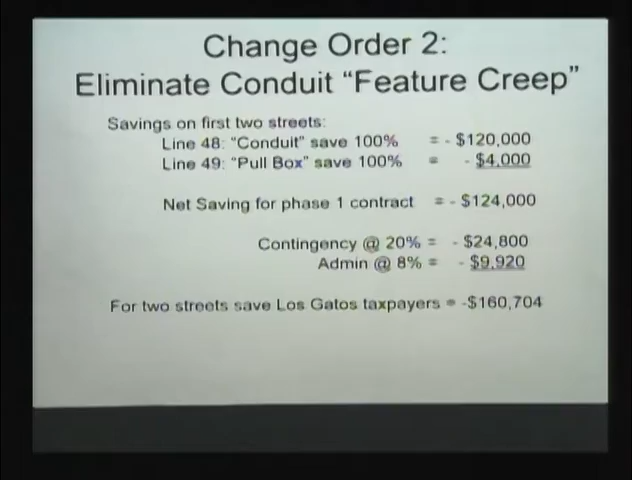 Change Order 2:
Eliminate Conduit “Feature Creep”
Savings on first two streets:
Line 48: “Conduit” save 100% = - $120,000
Line 49: “Pull Box” save 100% = - $4,000
Net Saving for phase 1 contract = - $124,000
Contingency @ 20% = - $24,800
Admin @ 8% = - $9,920
For two streets save Los Gatos taxpayers = -$160,704